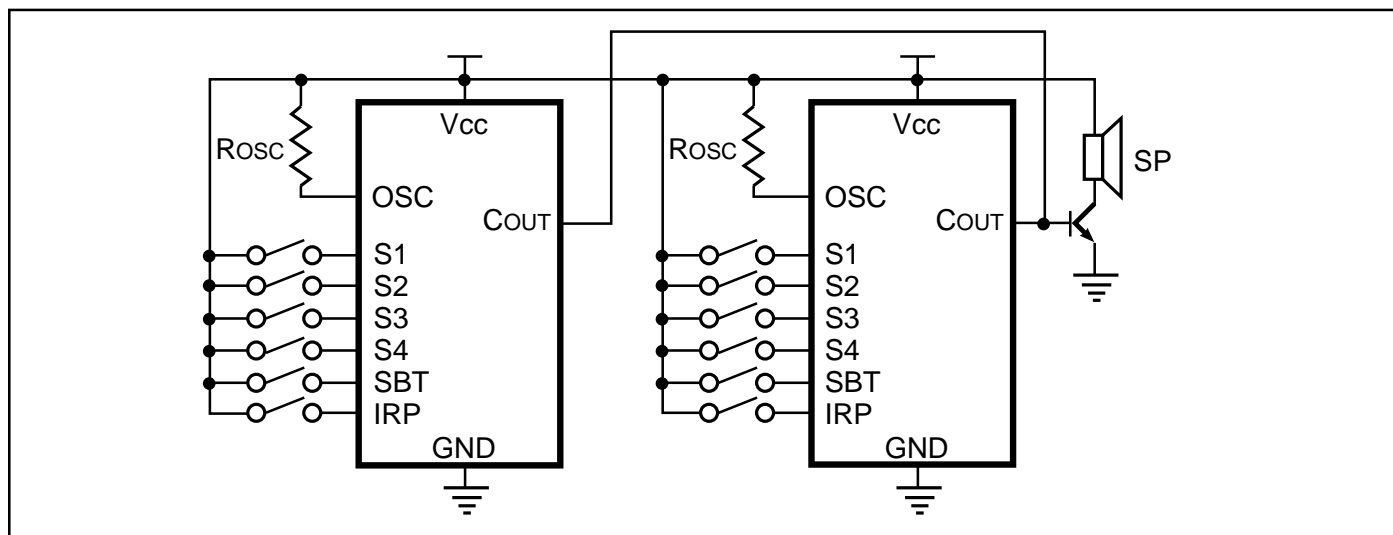 Vcc
ROSC
OSC
COUT
S1
S2
S3
S4
SBT
IRP
GND
Vcc
ROSC
OSC
COUT
S1
S2
S3
S4
SBT
IRP
GND
SP